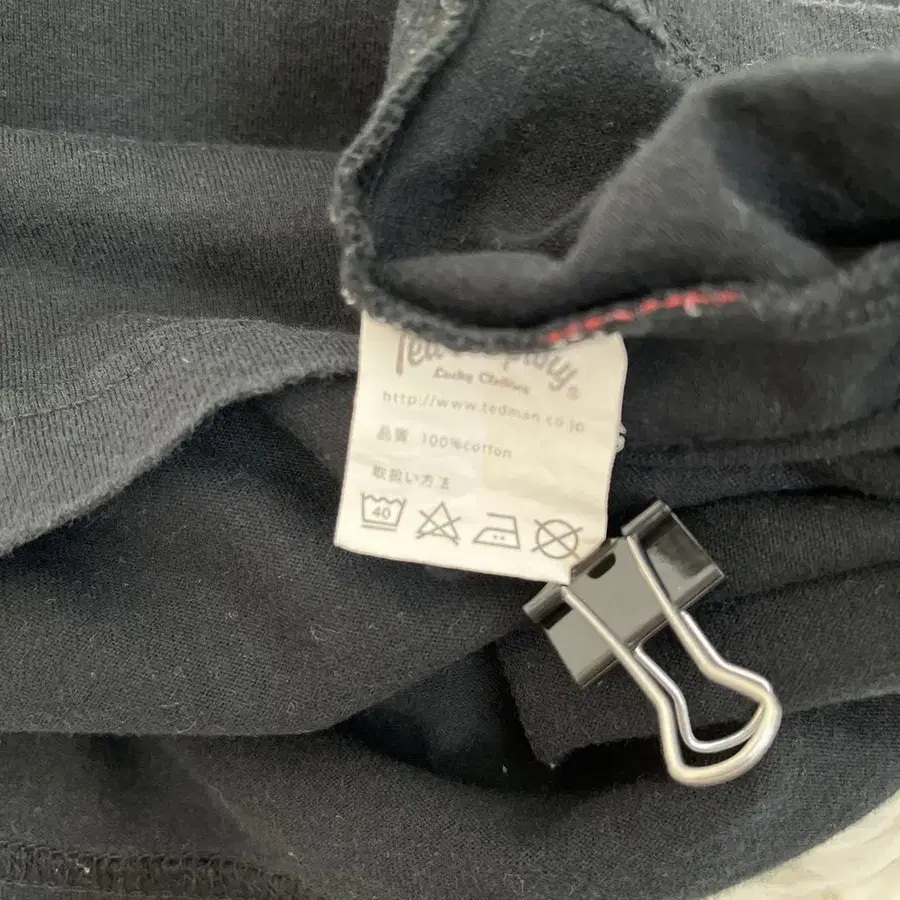 Lucky Clothes
http://www.tedman.co.jp
品質 100%cotton
取扱い方法
40